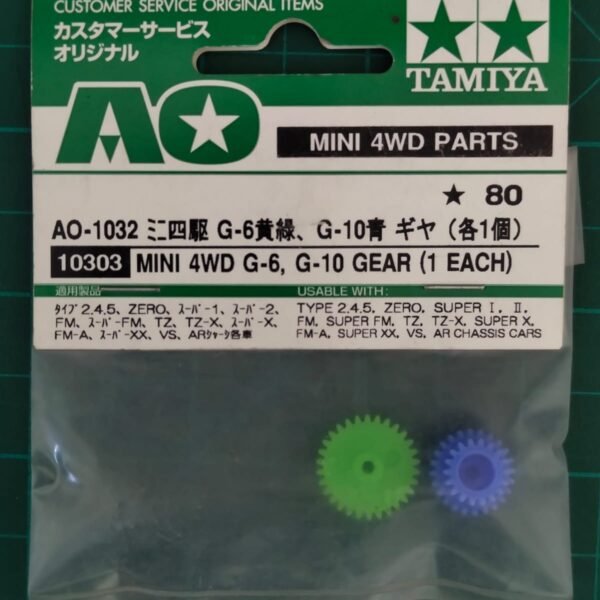 CUSTOMER SERVICE ORIGINAL ITEMS
カスタマーサービス
オリジナル
TAMIYA
AO
MINI 4WD PARTS
★ 80
AO-1032 ミニ四駆 G-6黄緑、G-10青 ギヤ (各1個)
10303 MINI 4WD G-6, G-10 GEAR (1 EACH)
適用製品
ﾀｲﾌﾟ2.4.5、ZERO、ｽｰﾊﾟｰ1、ｽｰﾊﾟｰ2、
FM、ｽｰﾊﾟｰFM、TZ、TZ-X、ｽｰﾊﾟｰX、
FM-A、ｽｰﾊﾟｰXX、VS、ARｼｬｰｼ各車
USABLE WITH:
TYPE 2.4.5, ZERO, SUPER I, II,
FM, SUPER FM, TZ, TZ-X, SUPER X,
FM-A, SUPER XX, VS, AR CHASSIS CARS